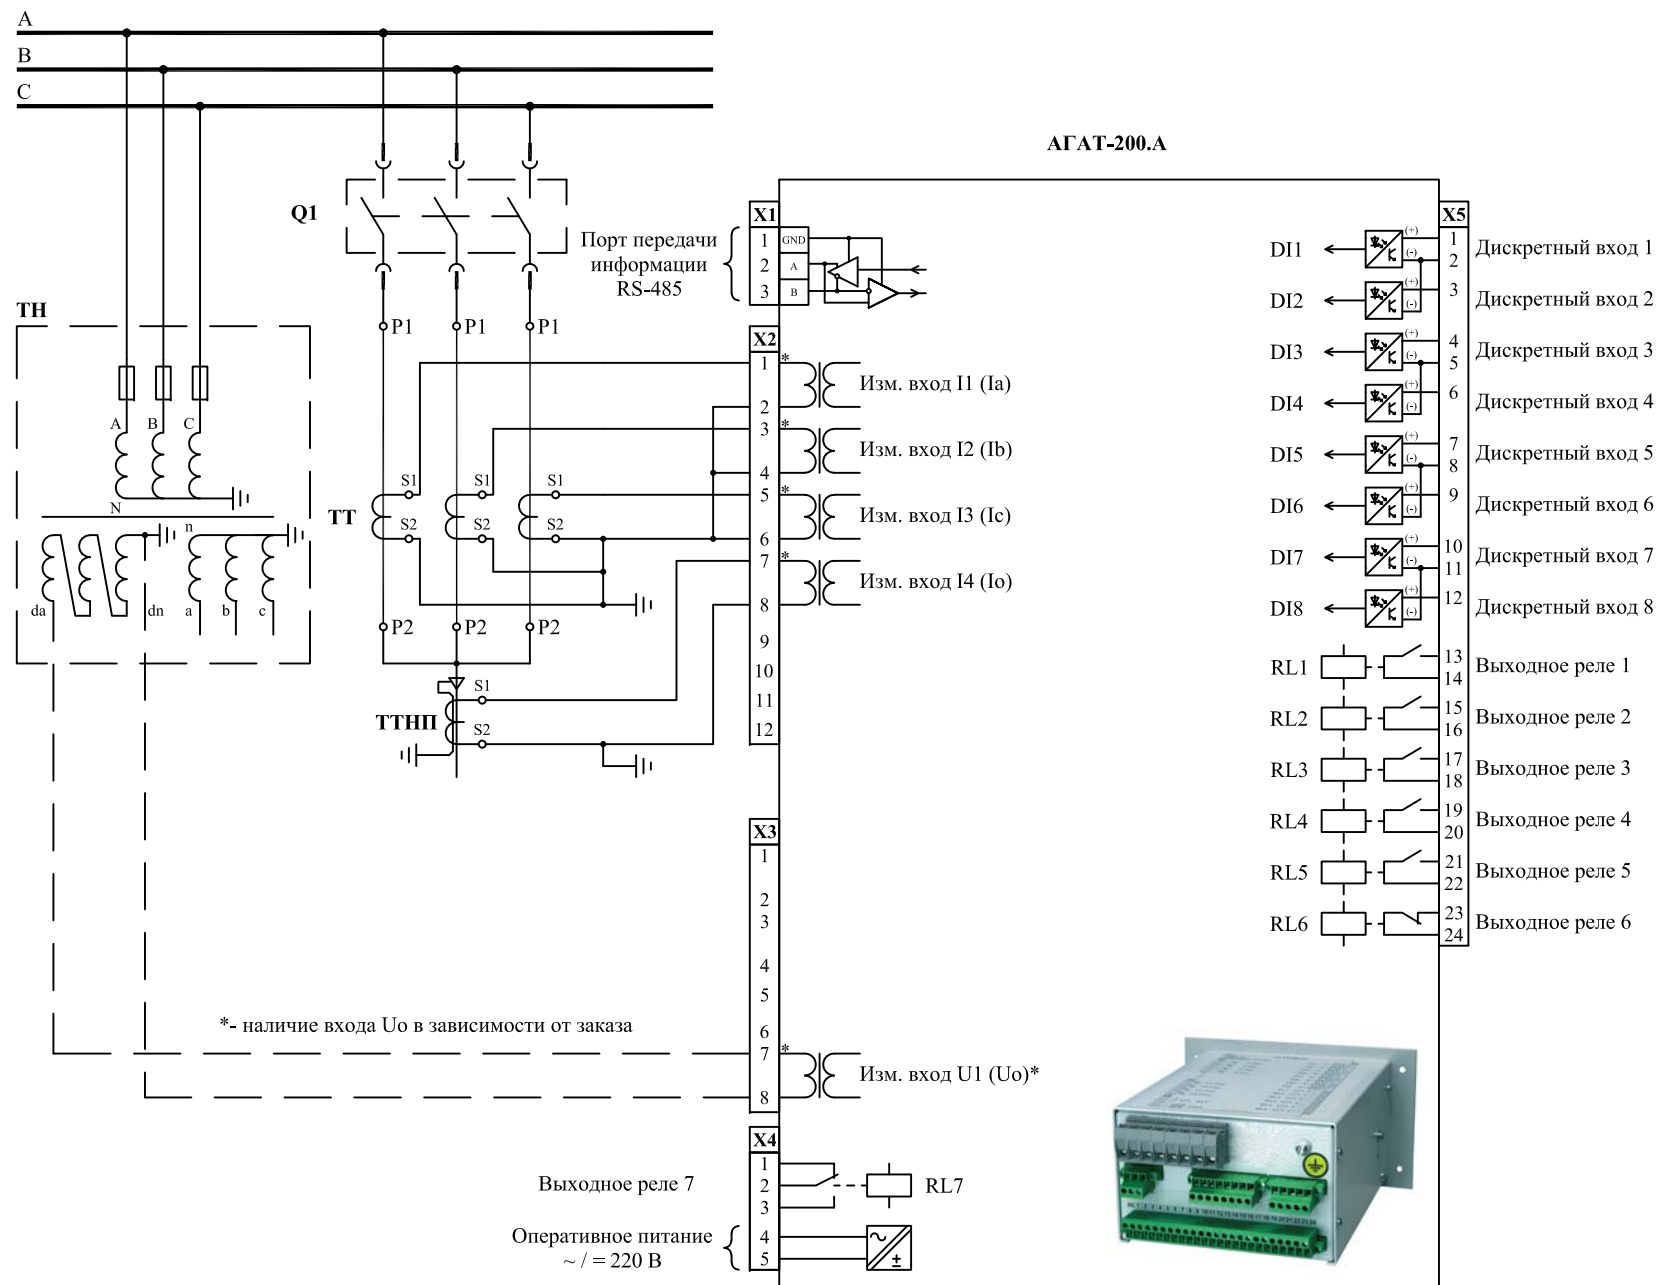 A
B
C
АГАТ-200.А
Q1
Порт передачи
информации
RS-485
X1
1 GND
2 A
3 B
ТН
A B C
N
n
da dn a b c
P1 P1 P1
ТТ
S1 S1 S1
S2 S2 S2
P2 P2 P2
ТТНП
S1
S2
X2
1 * Изм. вход I1 (Ia)
2
3 * Изм. вход I2 (Ib)
4
5 * Изм. вход I3 (Ic)
6
7 * Изм. вход I4 (Io)
8
9
10
11
12
X3
1
2
3
4
5
6
*- наличие входа Uo в зависимости от заказа
7 * Изм. вход U1 (Uo)*
8
X4
1
Выходное реле 7 2 RL7
3
Оперативное питание
~ / = 220 В
4 ~
5 ±
X5
DI1 (+) 1 Дискретный вход 1
(-) 2
DI2 (+) 3 Дискретный вход 2
(-)
DI3 (+) 4 Дискретный вход 3
(-) 5
DI4 (+) 6 Дискретный вход 4
(-)
DI5 (+) 7 Дискретный вход 5
(-) 8
DI6 (+) 9 Дискретный вход 6
(-)
DI7 (+) 10 Дискретный вход 7
(-) 11
DI8 (+) 12 Дискретный вход 8
(-)
RL1 13 Выходное реле 1
14
RL2 15 Выходное реле 2
16
RL3 17 Выходное реле 3
18
RL4 19 Выходное реле 4
20
RL5 21 Выходное реле 5
22
RL6 23 Выходное реле 6
24